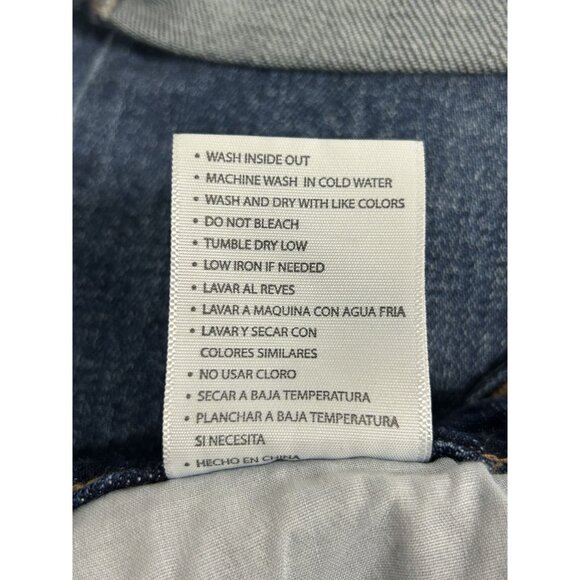 • WASH INSIDE OUT
• MACHINE WASH IN COLD WATER
• WASH AND DRY WITH LIKE COLORS
• DO NOT BLEACH
• TUMBLE DRY LOW
• LOW IRON IF NEEDED
• LAVAR AL REVES
• LAVAR A MAQUINA CON AGUA FRIA
• LAVAR Y SECAR CON
COLORES SIMILARES
• NO USAR CLORO
• SECAR A BAJA TEMPERATURA
• PLANCHAR A BAJA TEMPERATURA
SI NECESITA
• HECHO EN CHINA